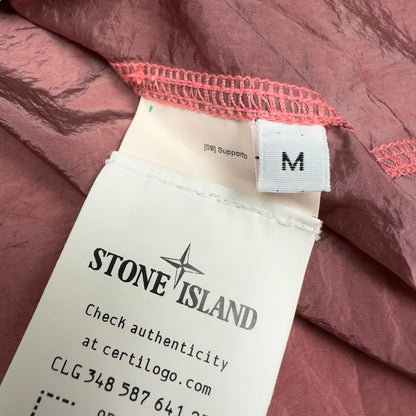 [09] Supporto
M
STONE ISLAND
Check authenticity
at certilogo.com
CLG 348 587 641